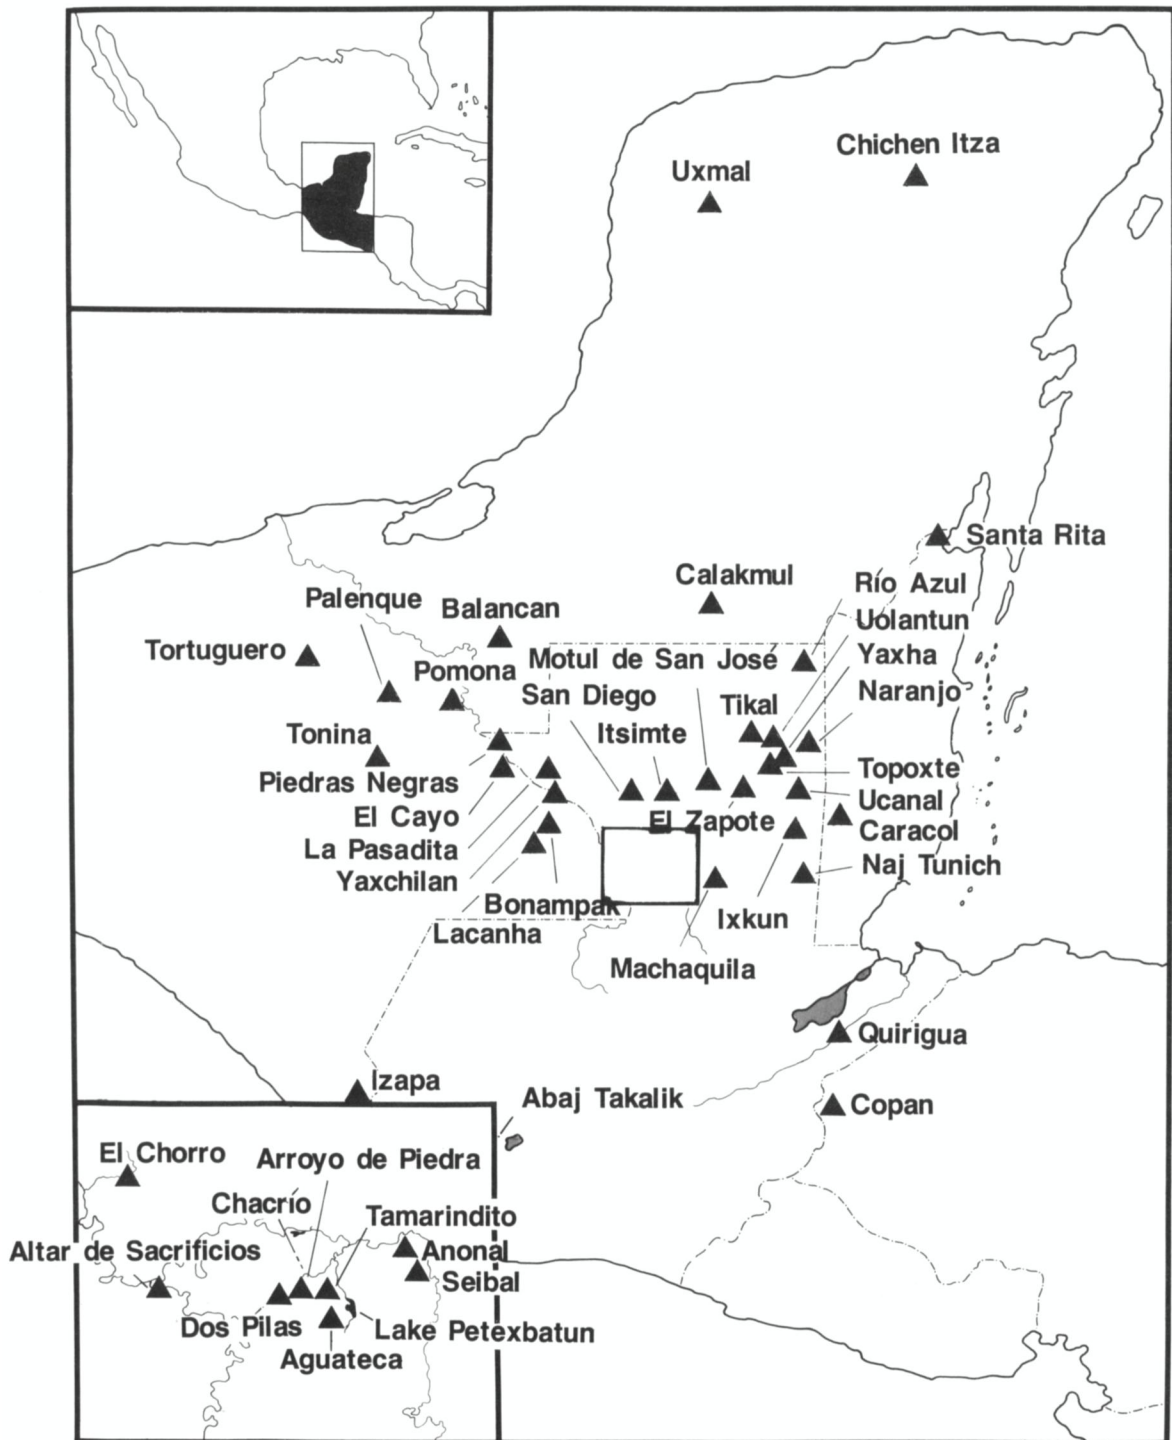 Chichen Itza
Uxmal
Santa Rita
Calakmul
Río Azul
Palenque
Balancan
Uolantun
Tortuguero
Motul de San José
Yaxha
Pomona
San Diego
Tikal
Naranjo
Tonina
Itsimte
Piedras Negras
Topoxte
El Cayo
El Zapote
Ucanal
La Pasadita
Caracol
Yaxchilan
Naj Tunich
Bonampak
Ixkun
Lacanha
Machaquila
Quirigua
Izapa
Abaj Takalik
Copan
El Chorro
Arroyo de Piedra
Chacrío
Tamarindito
Altar de Sacrificios
Anonal
Seibal
Dos Pilas
Lake Petexbatun
Aguateca